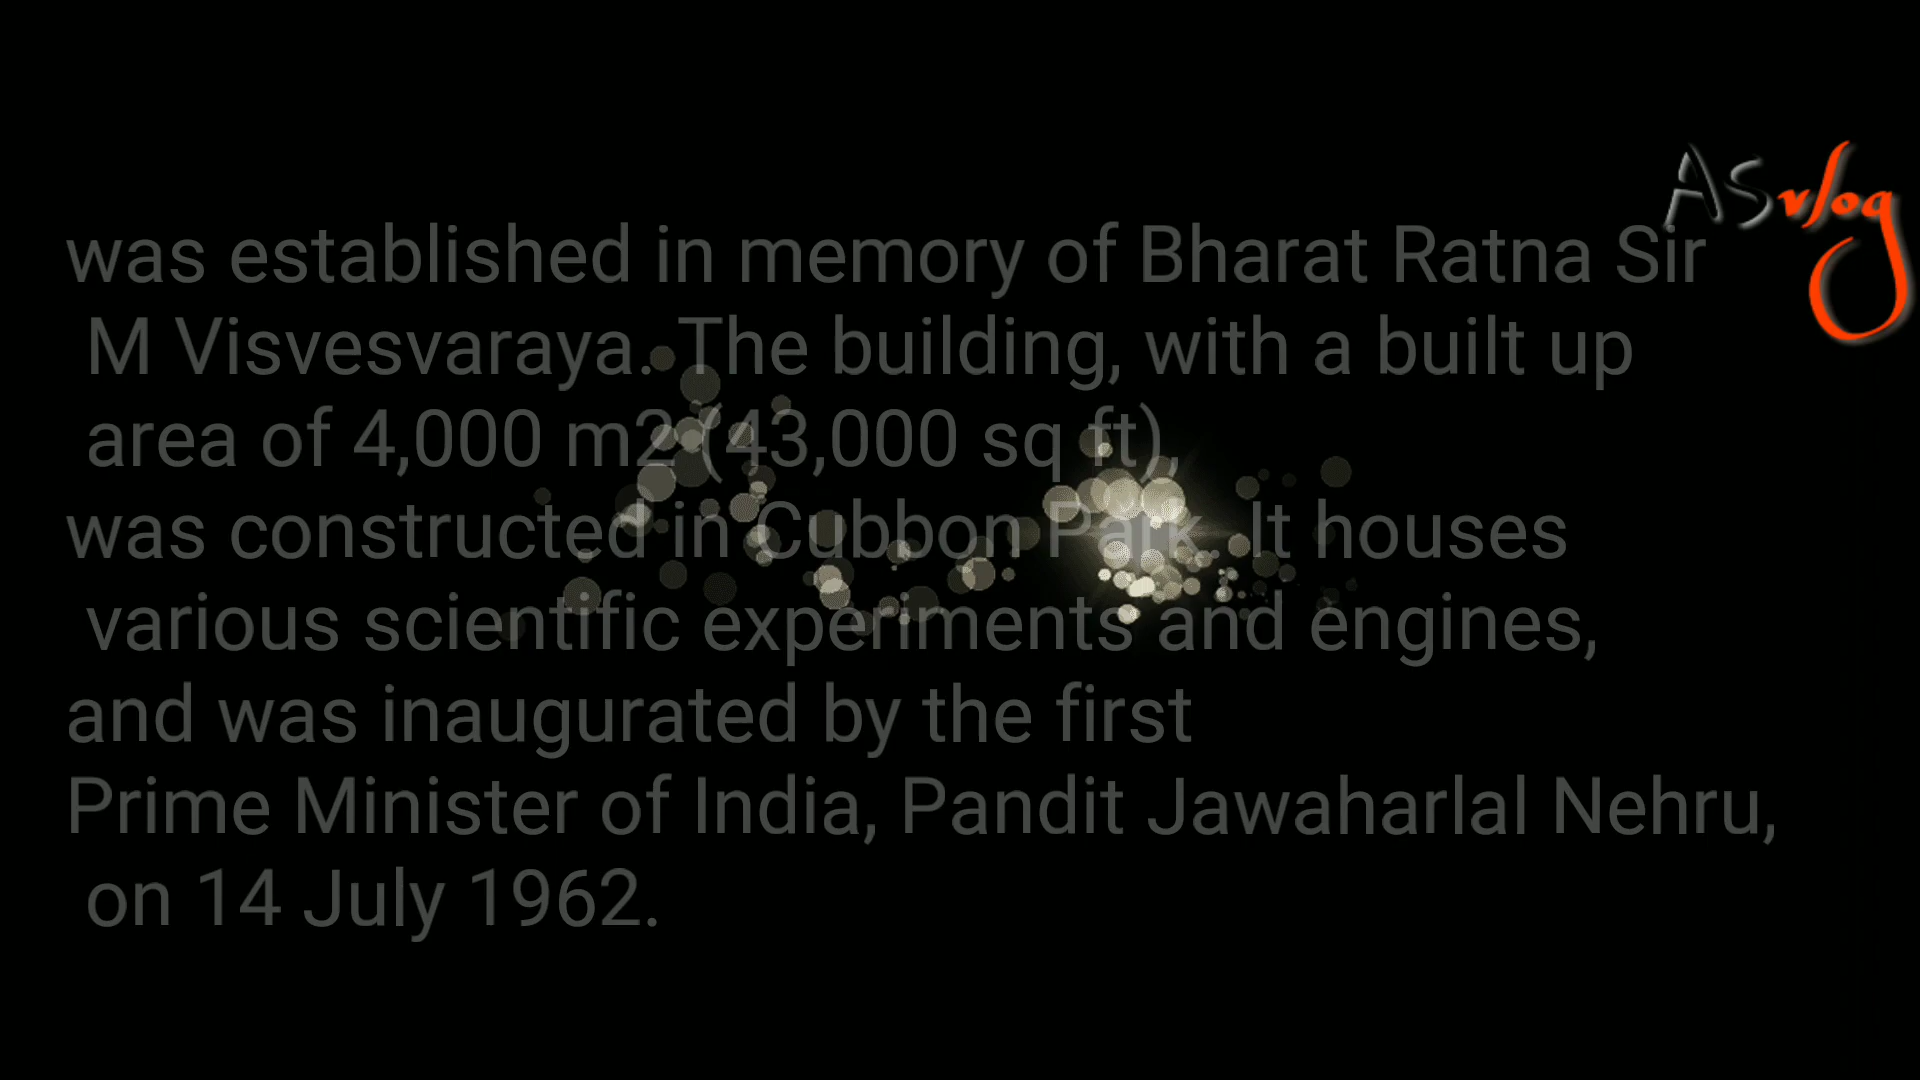 ASvlog
was established in memory of Bharat Ratna Sir
M Visvesvaraya. The building, with a built up
area of 4,000 m2 (43,000 sq ft),
was constructed in Cubbon Park. It houses
various scientific experiments and engines,
and was inaugurated by the first
Prime Minister of India, Pandit Jawaharlal Nehru,
on 14 July 1962.